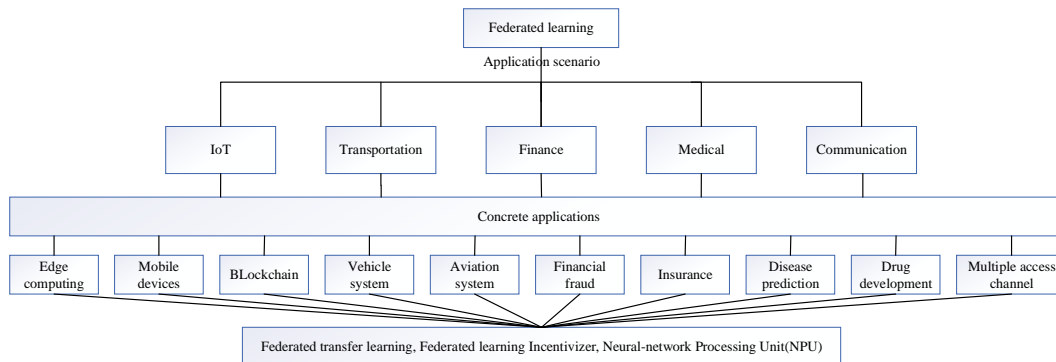 Federated learning
Application scenario
IoT
Transportation
Finance
Medical
Communication
Concrete applications
Edge
computing
Mobile
devices
BLockchain
Vehicle
system
Aviation
system
Financial
fraud
Insurance
Disease
prediction
Drug
development
Multiple access
channel
Federated transfer learning, Federated learning Incentivizer, Neural-network Processing Unit(NPU)